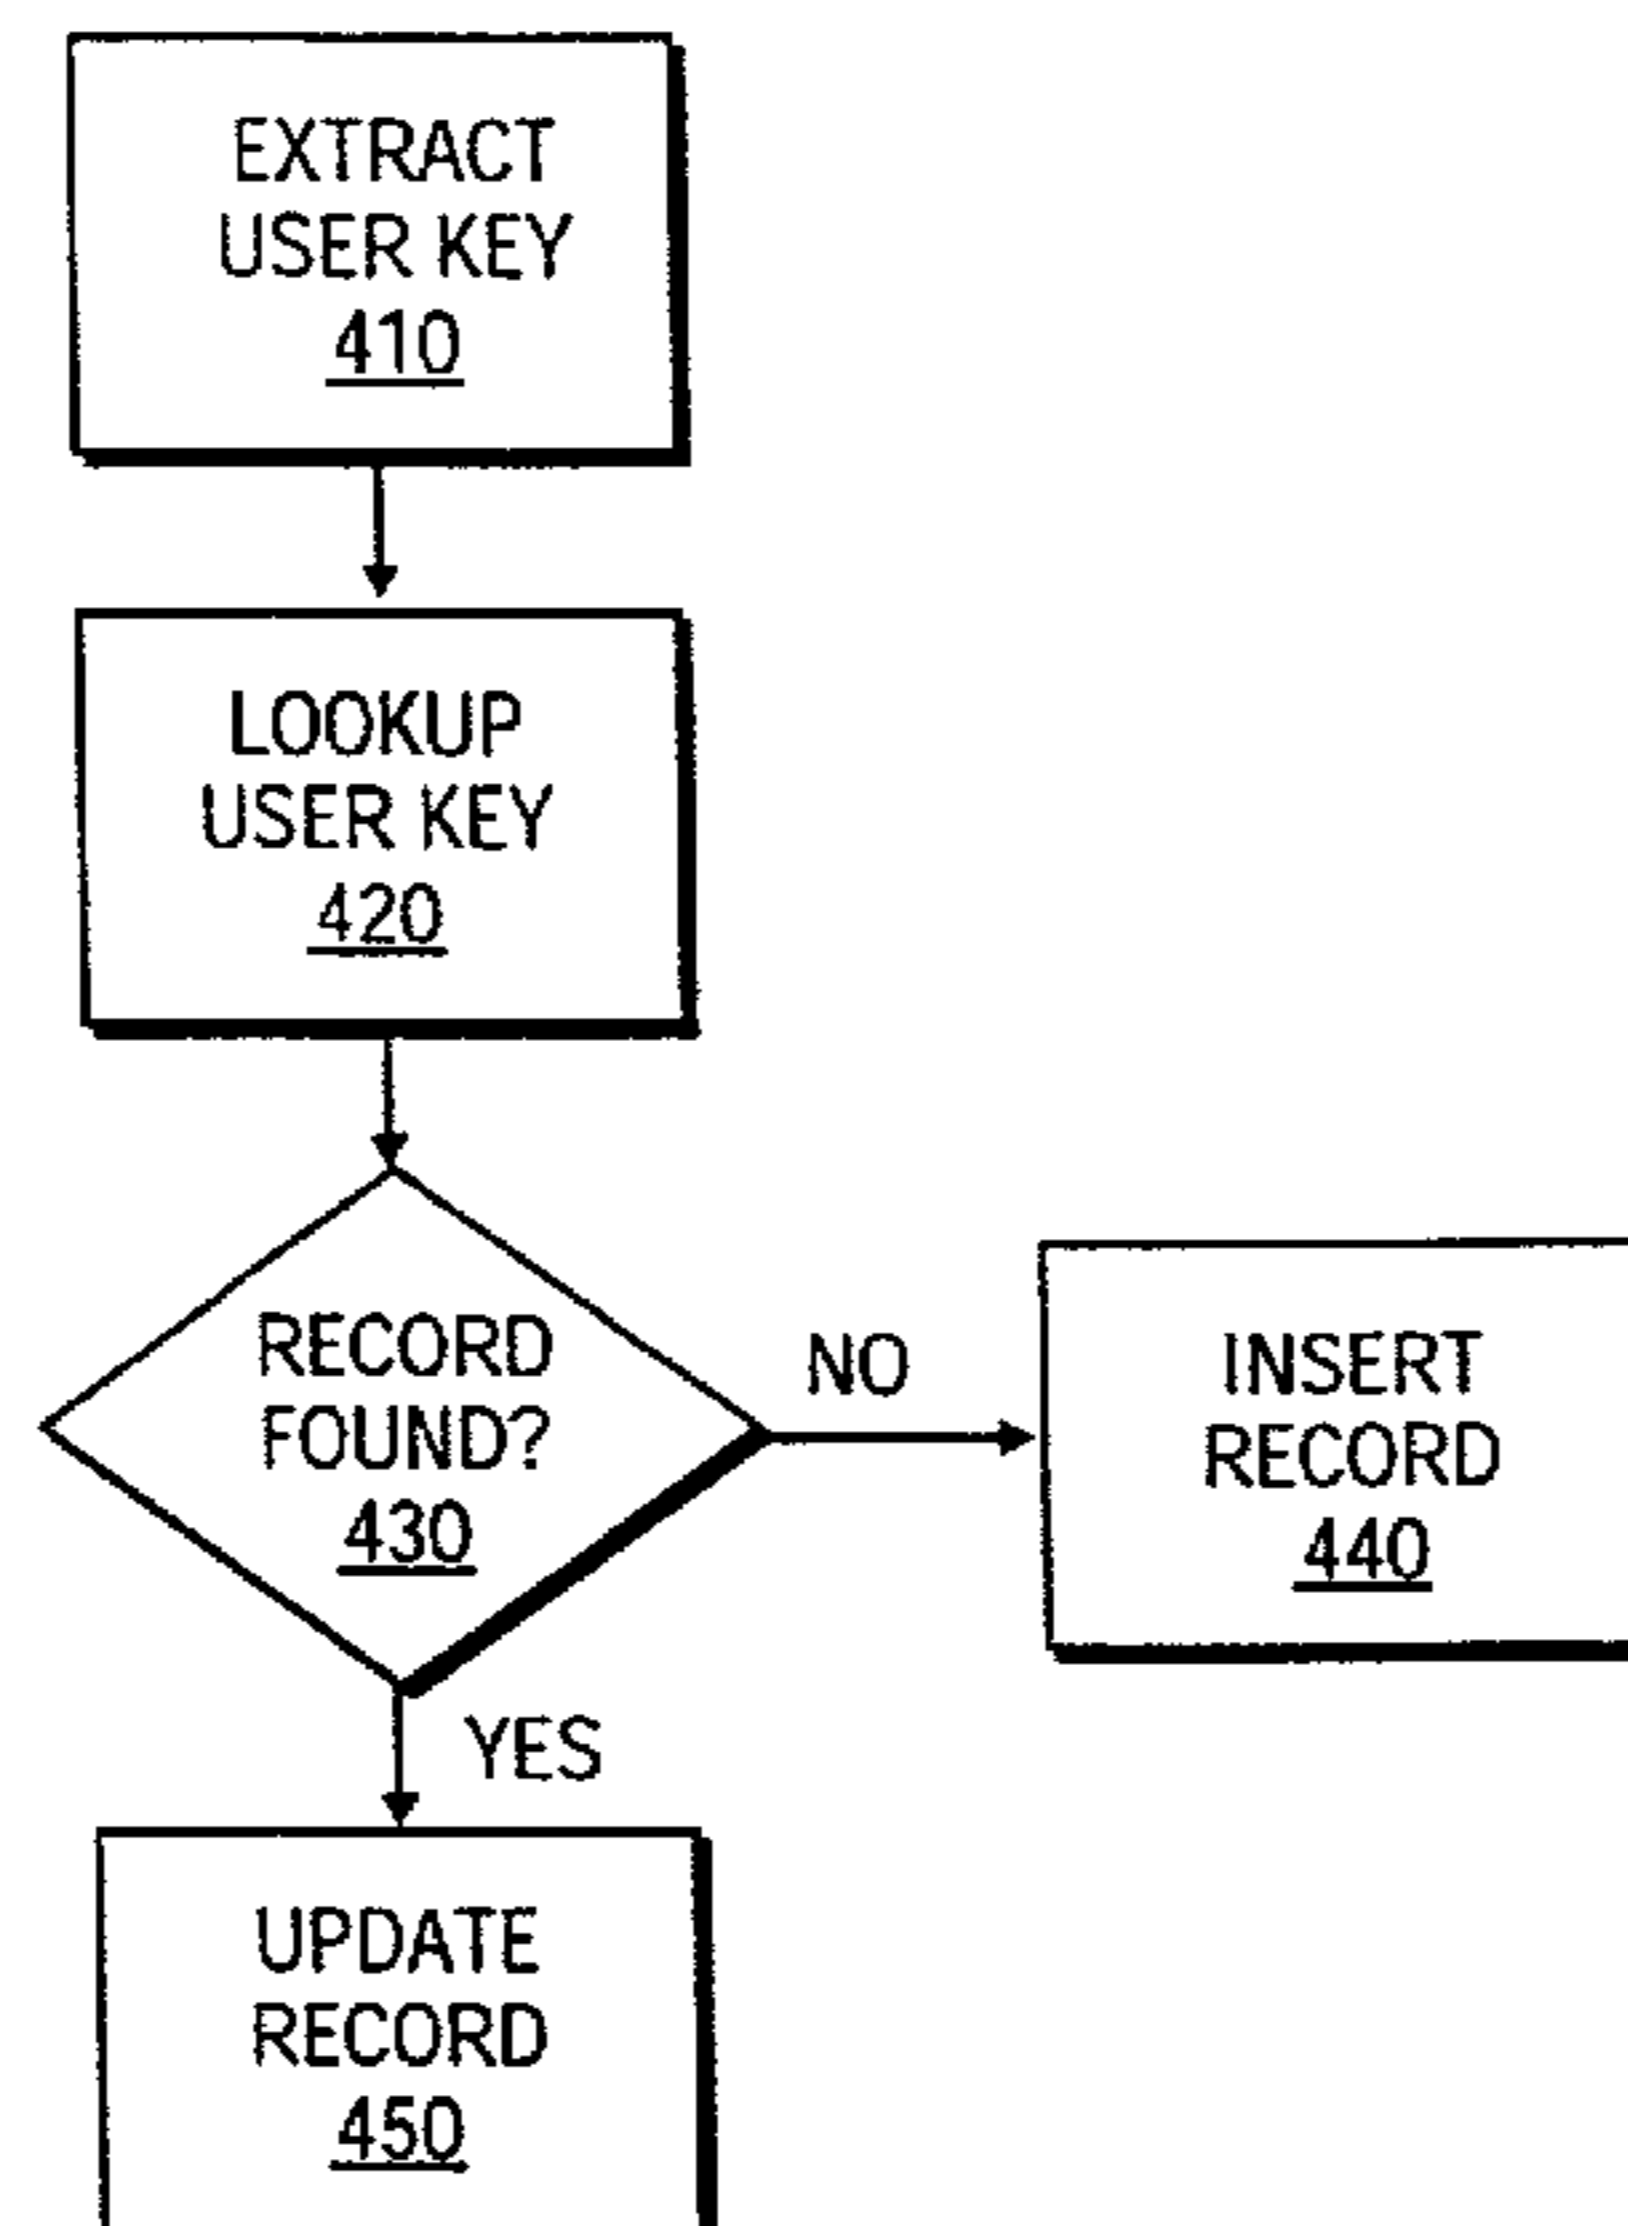 EXTRACT
USER KEY
410
LOOKUP
USER KEY
420
RECORD
FOUND?
430
NO
INSERT
RECORD
440
YES
UPDATE
RECORD
450